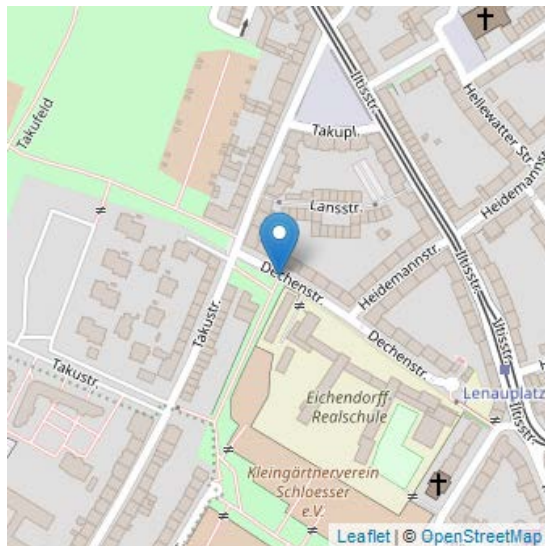 Iltisstr.
Takufeld
Hellewatter Str.
Takupl.
Heidemannstr.
Lansstr.
Iltisstr.
Dechenstr.
Heidemannstr.
Takustr.
Dechenstr.
Iltisstr.
Takustr.
Lenauplatz
Eichendorff
Realschule
Iltisstr.
Kleingärtnerverein
Schloesser
e.V.
H
Leaflet | © OpenStreetMap